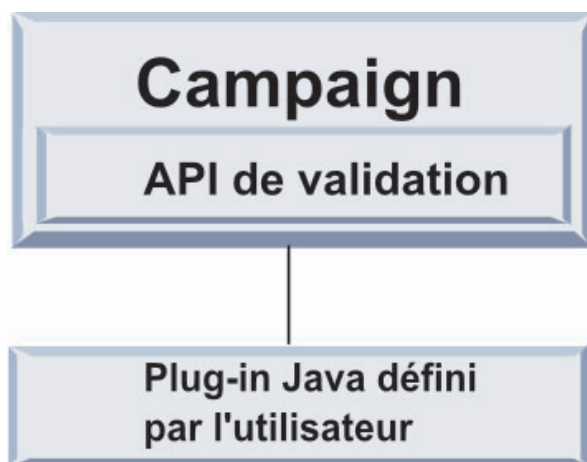 Campaign
API de validation
Plug-in Java défini
par l'utilisateur